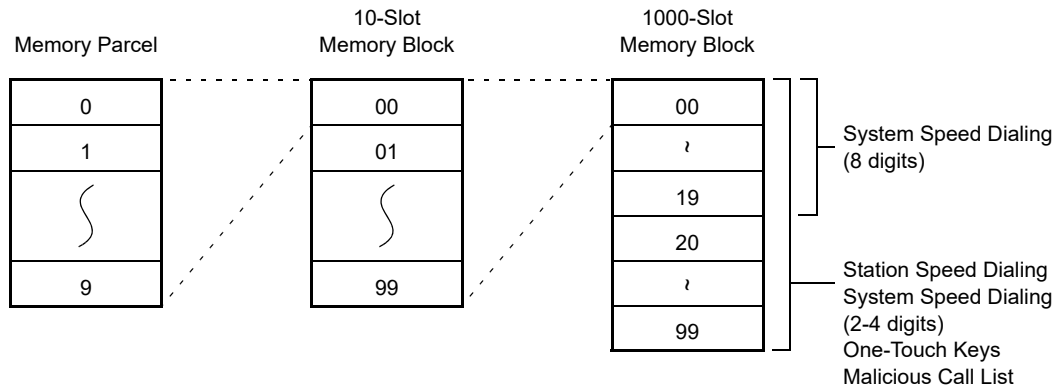 10-Slot
1000-Slot
Memory Parcel
Memory Block
Memory Block
0
00
00
1
01
~
19
20
9
99
~
99
System Speed Dialing
(8 digits)
Station Speed Dialing
System Speed Dialing
(2-4 digits)
One-Touch Keys
Malicious Call List